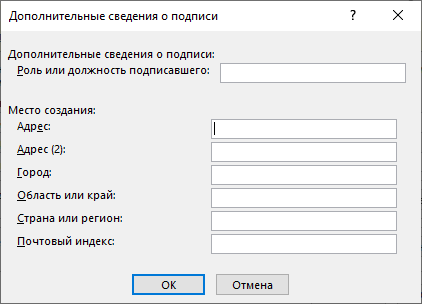 Дополнительные сведения о подписи
Дополнительные сведения о подписи:
Роль или должность подписавшего:
Место создания:
Адрес:
Адрес (2):
Город:
Область или край:
Страна или регион:
Почтовый индекс:
ОК Отмена